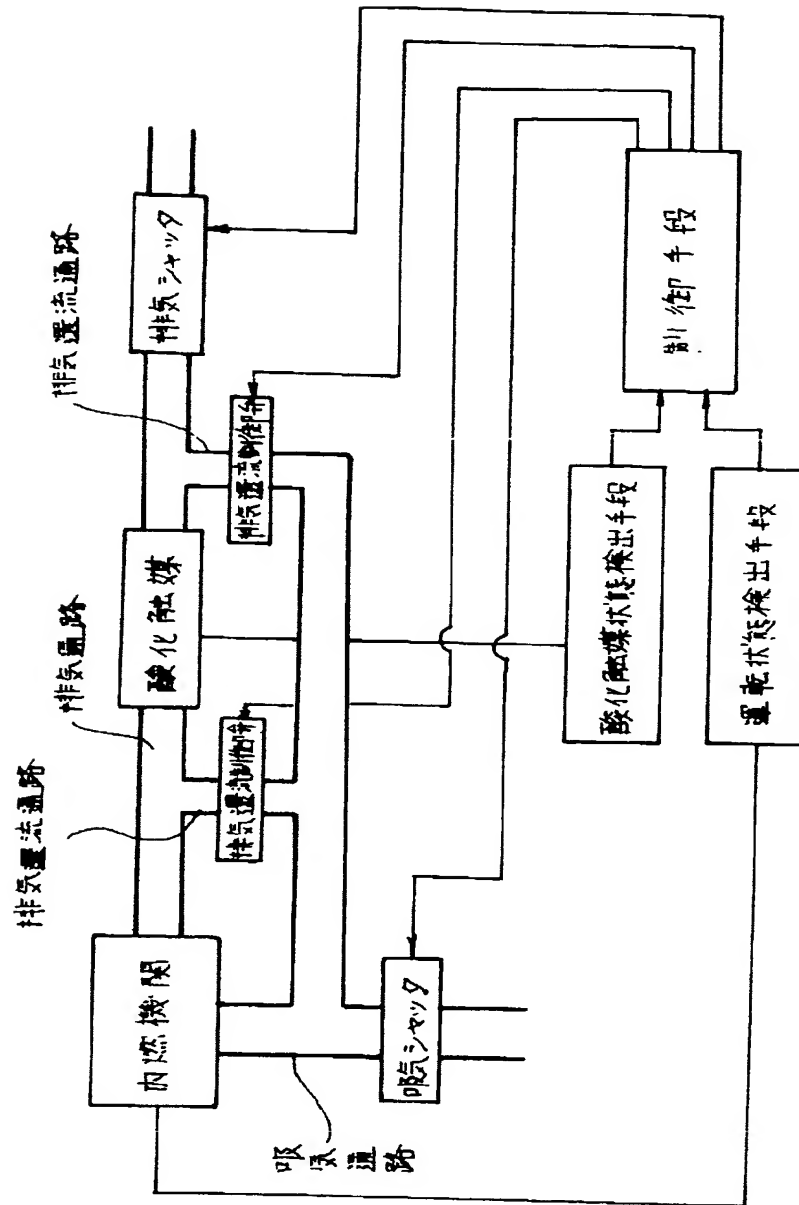 排気還流通路
排気シャッタ
排気還流制御弁
排気通路
酸化触媒
排気還流通路
排気還流制御弁
内燃機関
吸気通路
吸気シャッタ
制御手段
酸化触媒状態検出手段
運転状態検出手段